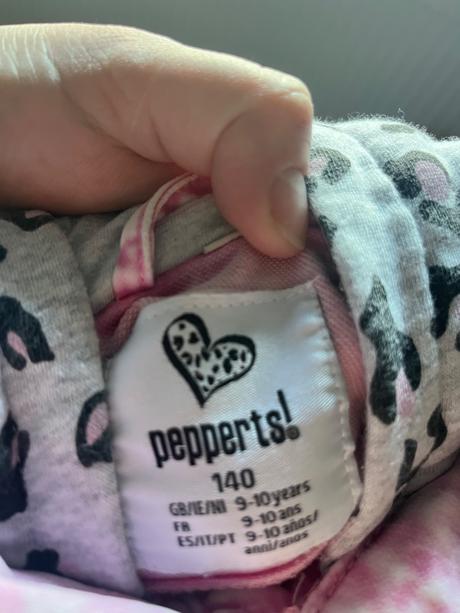 pepperts!
140
GB/IE/NI 9-10 years
FR 9-10 ans
ES/IT/PT 9-10 años/
anni/anos